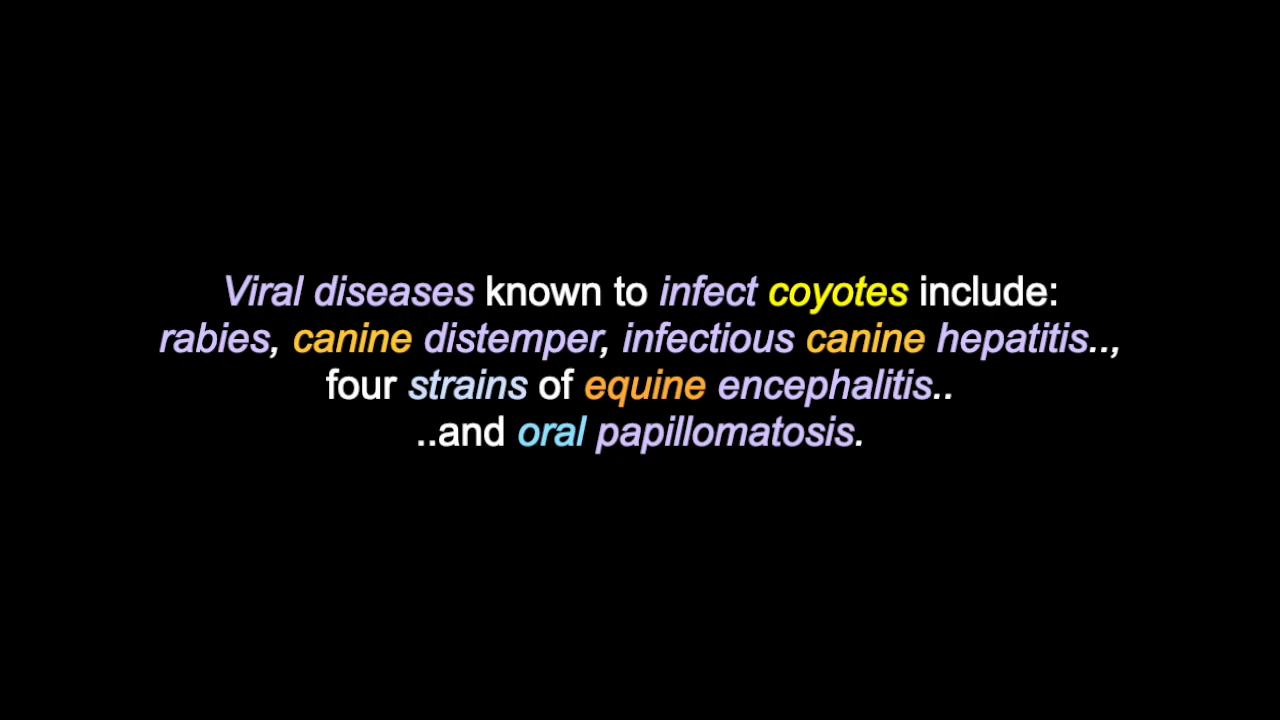 Viral diseases known to infect coyotes include:
rabies, canine distemper, infectious canine hepatitis..,
four strains of equine encephalitis..
..and oral papillomatosis.